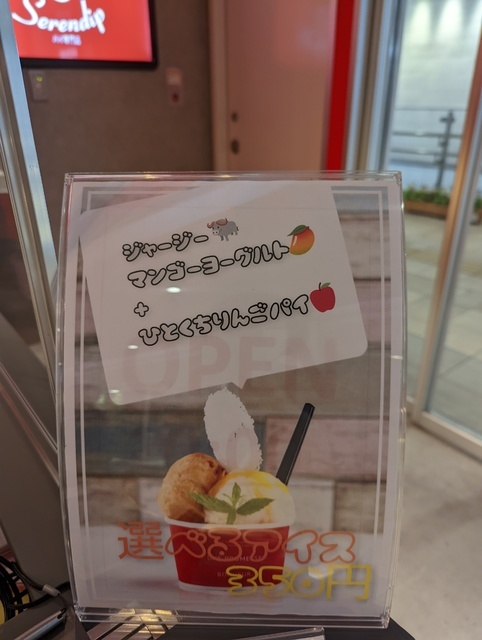 Serendip
ジャージー
マンゴーヨーグルト
+
ひとくちりんごパイ
OPEN
選べるアイス
350円